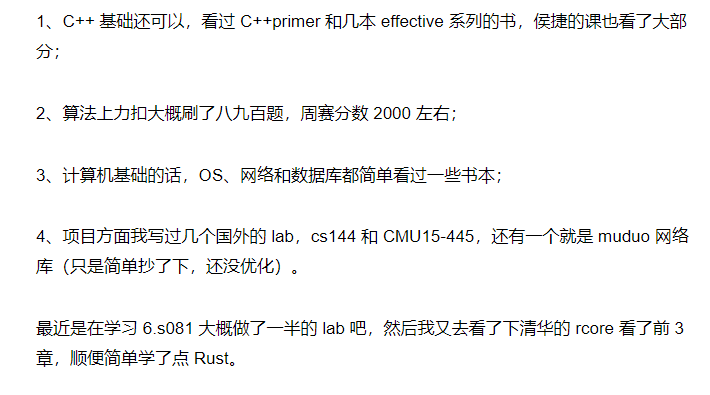 1、C++ 基础还可以，看过 C++primer 和几本 effective 系列的书，侯捷的课也看了大部
分；
2、算法上力扣大概刷了八九百题，周赛分数 2000 左右；
3、计算机基础的话，OS、网络和数据库都简单看过一些书本；
4、项目方面我写过几个国外的 lab，cs144 和 CMU15-445，还有一个就是 muduo 网络
库（只是简单抄了下，还没优化）。
最近是在学习 6.s081 大概做了一半的 lab 吧，然后我又去看了下清华的 rcore 看了前 3
章，顺便简单学了点 Rust。